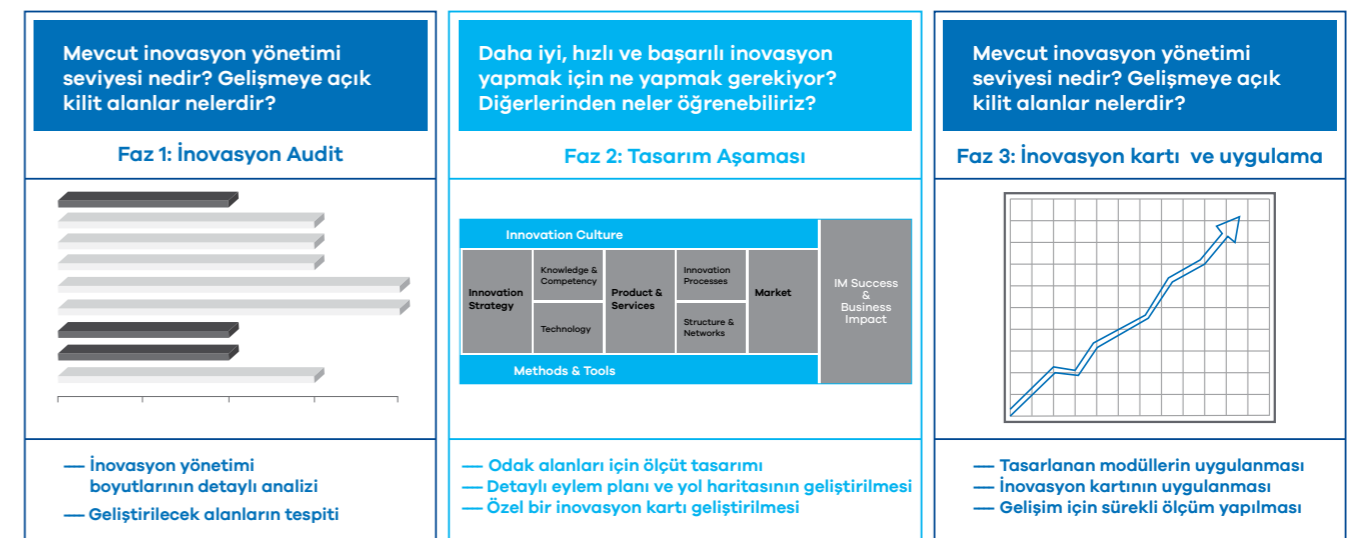 Mevcut inovasyon yönetimi
seviyesi nedir? Gelişmeye açık
kilit alanlar nelerdir?
Faz 1: İnovasyon Audit
— İnovasyon yönetimi
boyutlarının detaylı analizi
— Geliştirilecek alanların tespiti
Daha iyi, hızlı ve başarılı inovasyon
yapmak için ne yapmak gerekiyor?
Diğerlerinden neler öğrenebiliriz?
Faz 2: Tasarım Aşaması
Innovation Culture
Innovation
Strategy
Knowledge &
Competency
Technology
Product &
Services
Innovation
Processes
Structure &
Networks
Market
IM Success
&
Business
Impact
Methods & Tools
— Odak alanları için ölçüt tasarımı
— Detaylı eylem planı ve yol haritasının geliştirilmesi
— Özel bir inovasyon kartı geliştirilmesi
Mevcut inovasyon yönetimi
seviyesi nedir? Gelişmeye açık
kilit alanlar nelerdir?
Faz 3: İnovasyon kartı ve uygulama
— Tasarlanan modüllerin uygulanması
— İnovasyon kartının uygulanması
— Gelişim için sürekli ölçüm yapılması